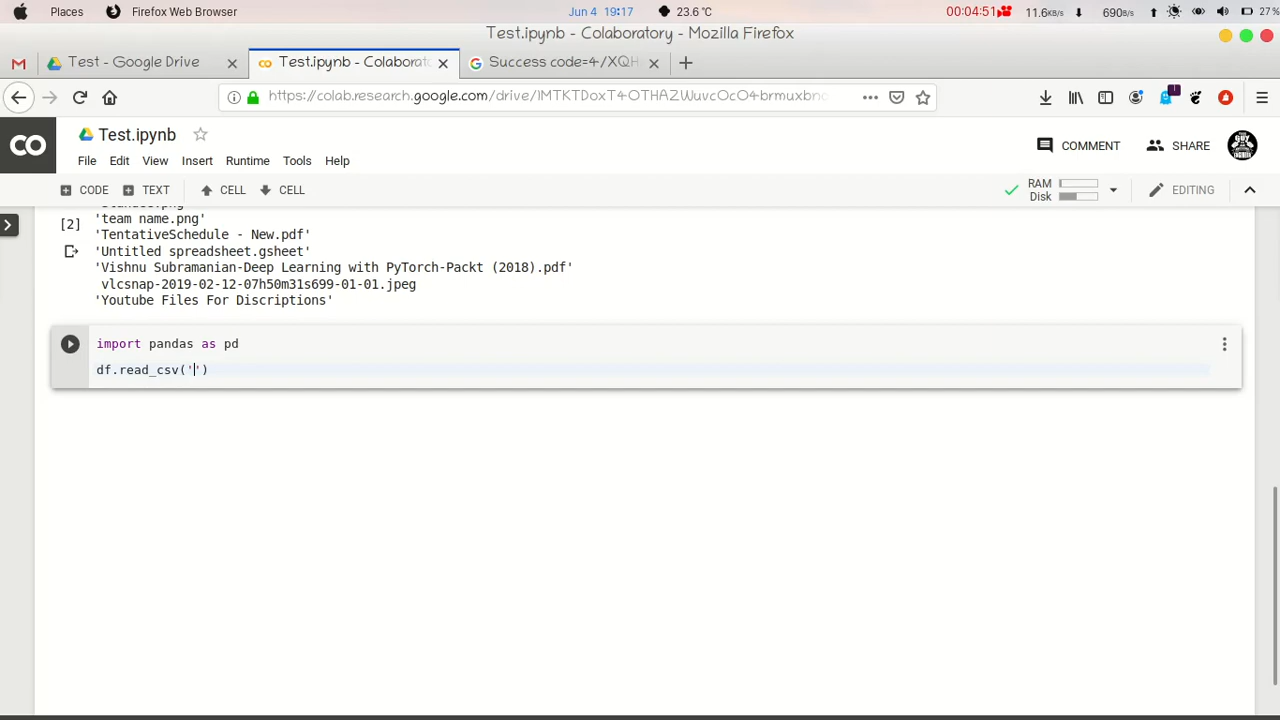 Places Firefox Web Browser Jun 4 19:17 23.6 °C 00:04:51 11.6KB/s 690B/s 27%
Test.ipynb - Colaboratory - Mozilla Firefox
Test - Google Drive Test.ipynb - Colaborat Success code=4/XQH
https://colab.research.google.com/drive/
Test.ipynb
COMMENT SHARE
File Edit View Insert Runtime Tools Help
CODE TEXT CELL CELL RAM Disk EDITING
[2] 'team name.png'
'TentativeSchedule - New.pdf'
'Untitled spreadsheet.gsheet'
'Vishnu Subramanian-Deep Learning with PyTorch-Packt (2018).pdf'
vlcsnap-2019-02-12-07h50m31s699-01-01.jpeg
'Youtube Files For Discriptions'
import pandas as pd
df.read_csv('')